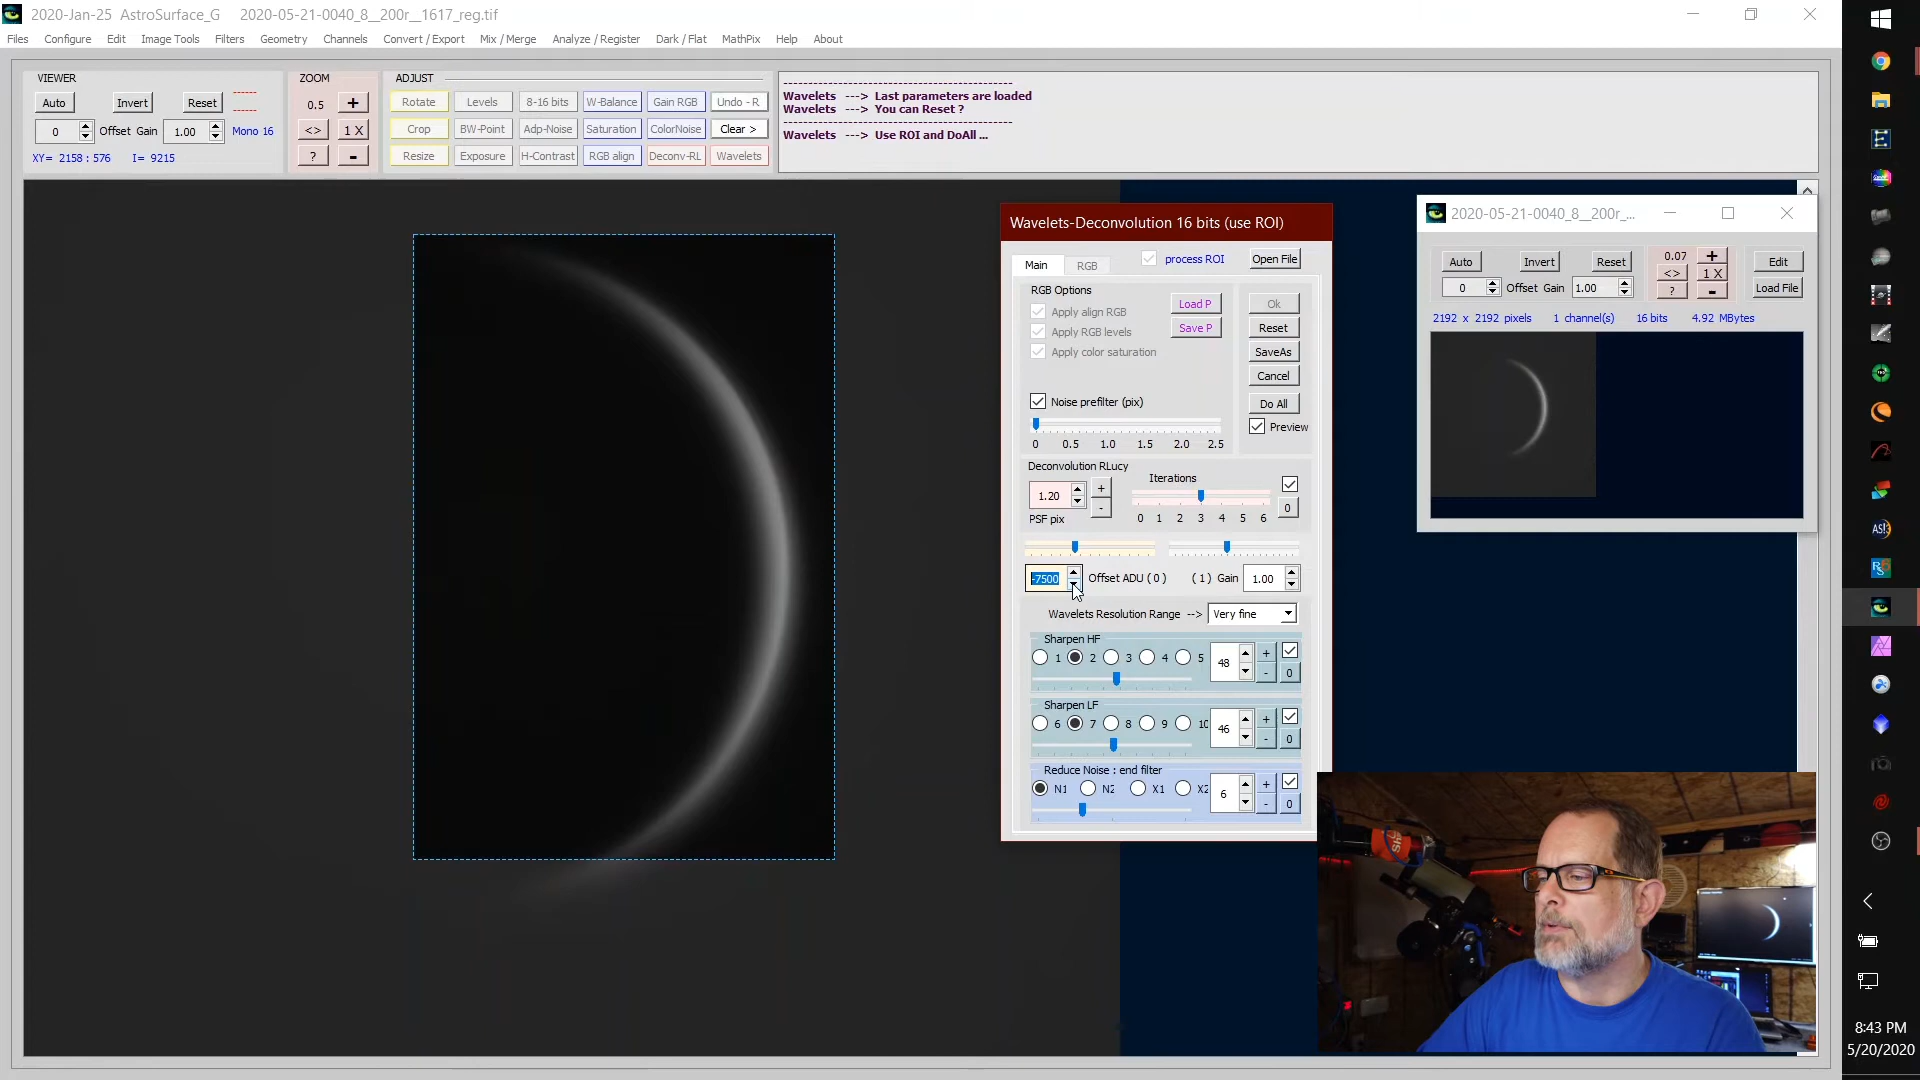 2020-Jan-25 AstroSurface_G 2020-05-21-0040_8__200r__1617_reg.tif
Files Configure Edit Image Tools Filters Geometry Channels Convert / Export Mix / Merge Analyze / Register Dark / Flat MathPix Help About
VIEWER
Auto Invert Reset ------
------
0 Offset Gain 1.00 Mono 16
XY= 2158 : 576 I= 9215
ZOOM
0.5 +
<> 1 X
? -
ADJUST
Rotate Levels 8-16 bits W-Balance Gain RGB Undo - R
Crop BW-Point Adp-Noise Saturation ColorNoise Clear >
Resize Exposure H-Contrast RGB align Deconv-RL Wavelets
----------------------------------------------
Wavelets ---> Last parameters are loaded
Wavelets ---> You can Reset ?
----------------------------------------------
Wavelets ---> Use ROI and DoAll ...
Wavelets-Deconvolution 16 bits (use ROI)
Main RGB process ROI Open File
RGB Options
Apply align RGB
Apply RGB levels
Apply color saturation
Load P
Save P
Ok
Reset
SaveAs
Cancel
Do All
Preview
Noise prefilter (pix)
0 0.5 1.0 1.5 2.0 2.5
Deconvolution RLucy
1.20 + -
PSF pix
Iterations
0 1 2 3 4 5 6
0
-7500 Offset ADU ( 0 ) ( 1 ) Gain 1.00
Wavelets Resolution Range --> Very fine
Sharpen HF
1 2 3 4 5 48 + - 0
Sharpen LF
6 7 8 9 10 46 + - 0
Reduce Noise : end filter
N1 N2 X1 X2 6 + - 0
2020-05-21-0040_8__200r_...
Auto Invert Reset 0.07 + Edit
<> 1 X
0 Offset Gain 1.00 ? - Load File
2192 x 2192 pixels 1 channel(s) 16 bits 4.92 MBytes
AS!3
8:43 PM
5/20/2020